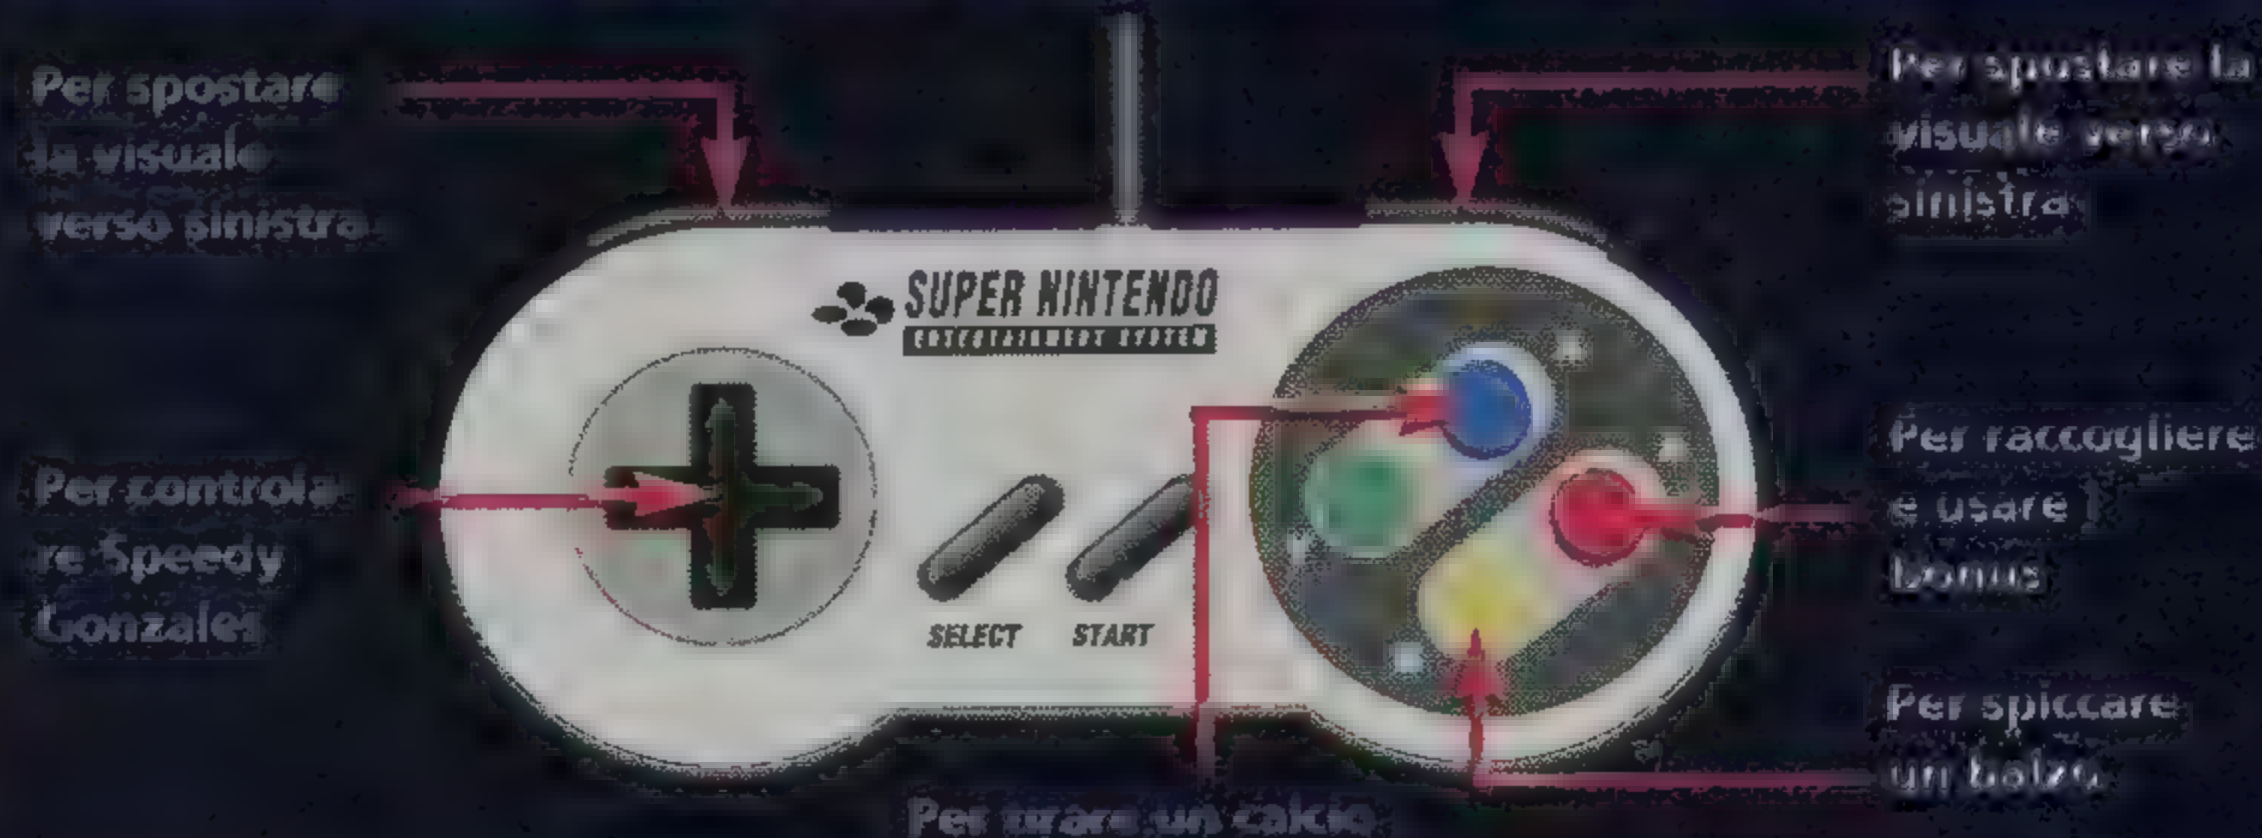 Per spostare
la visuale
verso sinistra
Per spostare la
visuale verso
sinistra
SUPER NINTENDO
ENTERTAINMENT SYSTEM
Per controla-
re Speedy
Gonzales
SELECT START
Per raccogliere
e usare i
bonus
Per spiccare
un balzo
Per tirare un calcio